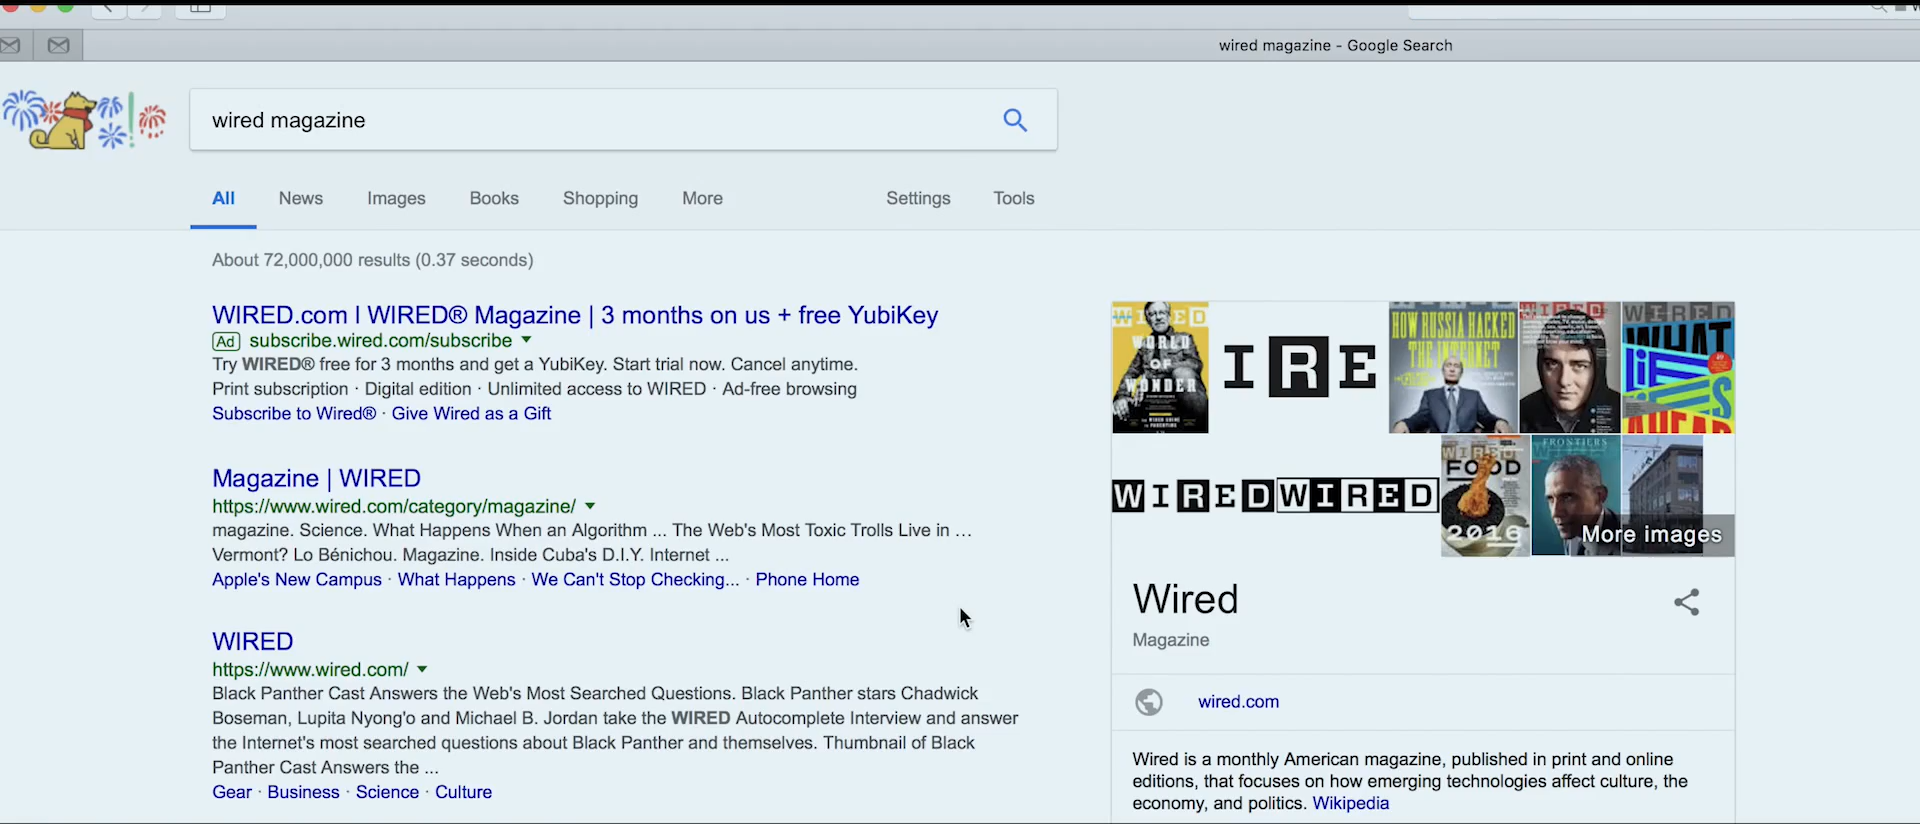 wired magazine - Google Search
wired magazine
All News Images Books Shopping More Settings Tools
About 72,000,000 results (0.37 seconds)
WIRED.com | WIRED® Magazine | 3 months on us + free YubiKey
Ad subscribe.wired.com/subscribe
Try WIRED® free for 3 months and get a YubiKey. Start trial now. Cancel anytime.
Print subscription · Digital edition · Unlimited access to WIRED · Ad-free browsing
Subscribe to Wired® · Give Wired as a Gift
Magazine | WIRED
https://www.wired.com/category/magazine/
magazine. Science. What Happens When an Algorithm ... The Web's Most Toxic Trolls Live in ...
Vermont? Lo Bénichou. Magazine. Inside Cuba's D.I.Y. Internet ...
Apple's New Campus · What Happens · We Can't Stop Checking... · Phone Home
WIRED
https://www.wired.com/
Black Panther Cast Answers the Web's Most Searched Questions. Black Panther stars Chadwick
Boseman, Lupita Nyong'o and Michael B. Jordan take the WIRED Autocomplete Interview and answer
the Internet's most searched questions about Black Panther and themselves. Thumbnail of Black
Panther Cast Answers the ...
Gear · Business · Science · Culture
WIRED
WORLD
OF
WONDER
IRE
HOW RUSSIA HACKED
THE INTERNET
WIRED
WIRED
WHAT
LIES
AHEAD
WIRED
WIRED
WIRED
FOOD
2016
FRONTIERS
More images
Wired
Magazine
wired.com
Wired is a monthly American magazine, published in print and online
editions, that focuses on how emerging technologies affect culture, the
economy, and politics. Wikipedia